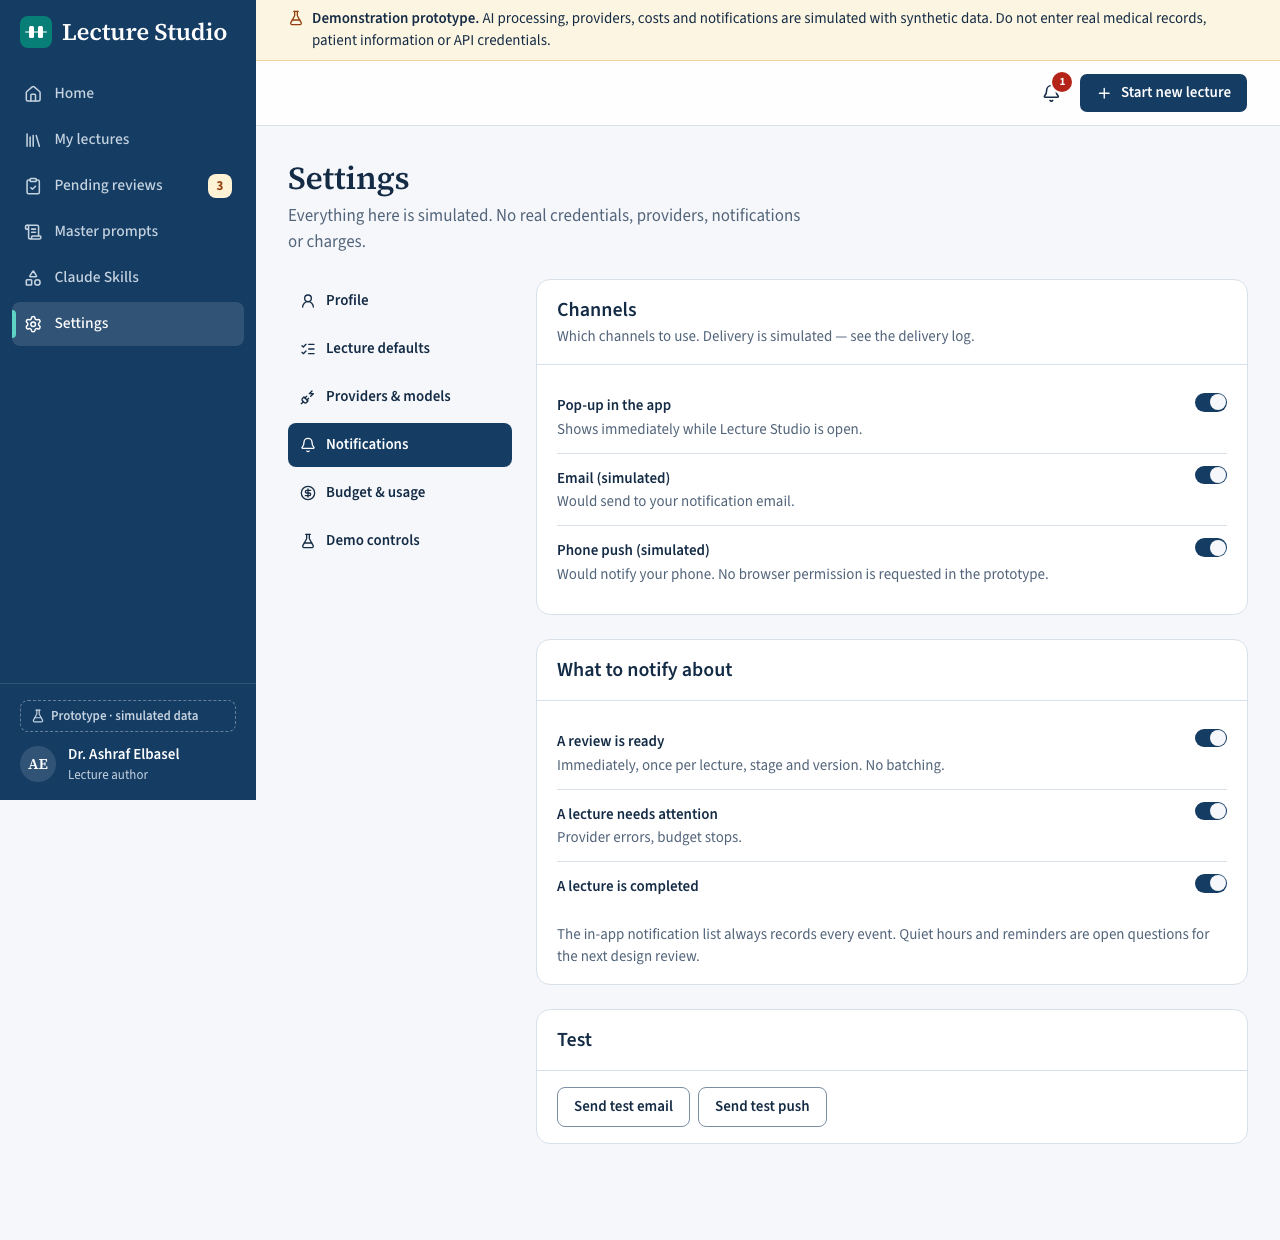 Lecture Studio
Home
My lectures
Pending reviews
3
Master prompts
Claude Skills
Settings
Prototype · simulated data
AE
Dr. Ashraf Elbasel
Lecture author
Demonstration prototype. AI processing, providers, costs and notifications are simulated with synthetic data. Do not enter real medical records,
patient information or API credentials.
1
Start new lecture
Settings
Everything here is simulated. No real credentials, providers, notifications
or charges.
Profile
Lecture defaults
Providers & models
Notifications
Budget & usage
Demo controls
Channels
Which channels to use. Delivery is simulated — see the delivery log.
Pop-up in the app
Shows immediately while Lecture Studio is open.
Email (simulated)
Would send to your notification email.
Phone push (simulated)
Would notify your phone. No browser permission is requested in the prototype.
What to notify about
A review is ready
Immediately, once per lecture, stage and version. No batching.
A lecture needs attention
Provider errors, budget stops.
A lecture is completed
The in-app notification list always records every event. Quiet hours and reminders are open questions for
the next design review.
Test
Send test email
Send test push